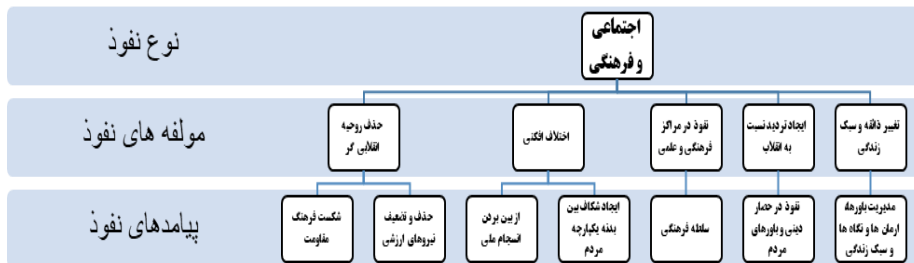 نوع نفوذ
اجتماعی
و فرهنگی
مولفه های نفوذ
تغییر ذائقه و سبک
زندگی
ایجاد تردید نسبت
به انقلاب
نفوذ در مراکز
فرهنگی و علمی
اختلاف افکنی
حذف روحیه
انقلابی گر
پیامدهای نفوذ
مدیریت باورها،
ارمان ها و نگاه ها
و سبک زندگی
نفوذ در حصار
دینی و باورهای
مردم
سلطه فرهنگی
ایجاد شکاف بین
بدنه یکپارچه
مردم
از بین بردن
انسجام ملی
حذف و تضعیف
نیروهای ارزشی
شکست فرهنگ
مقاومت